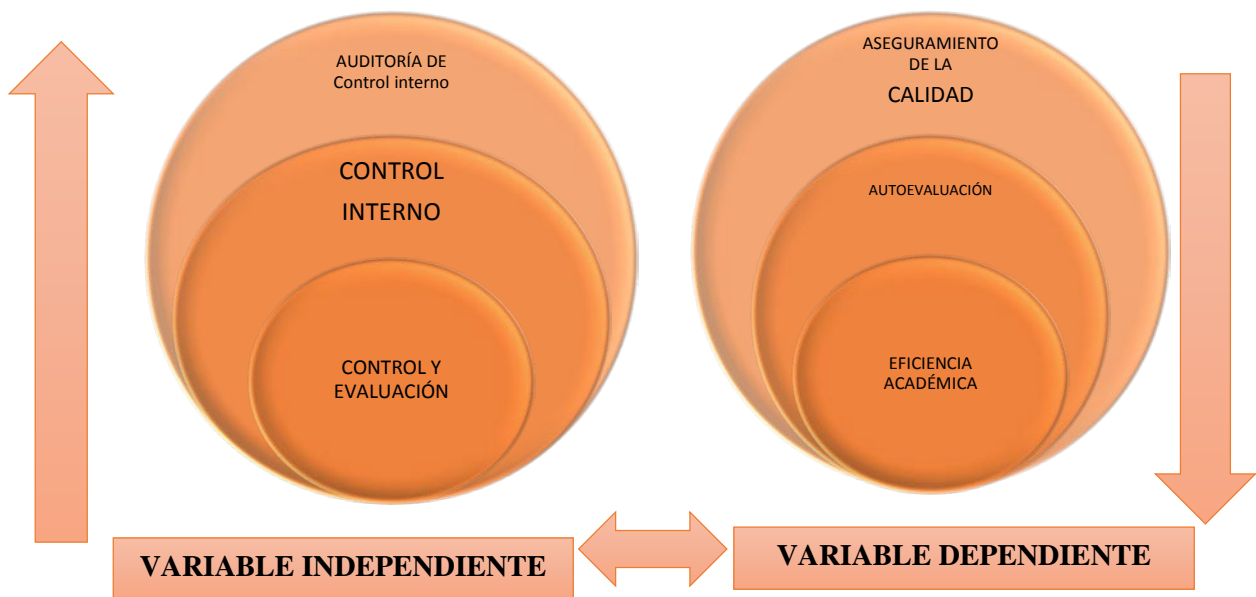 AUDITORÍA DE
Control interno
CONTROL
INTERNO
CONTROL Y
EVALUACIÓN
ASEGURAMIENTO
DE LA
CALIDAD
AUTOEVALUACIÓN
EFICIENCIA
ACADÉMICA
VARIABLE INDEPENDIENTE
VARIABLE DEPENDIENTE